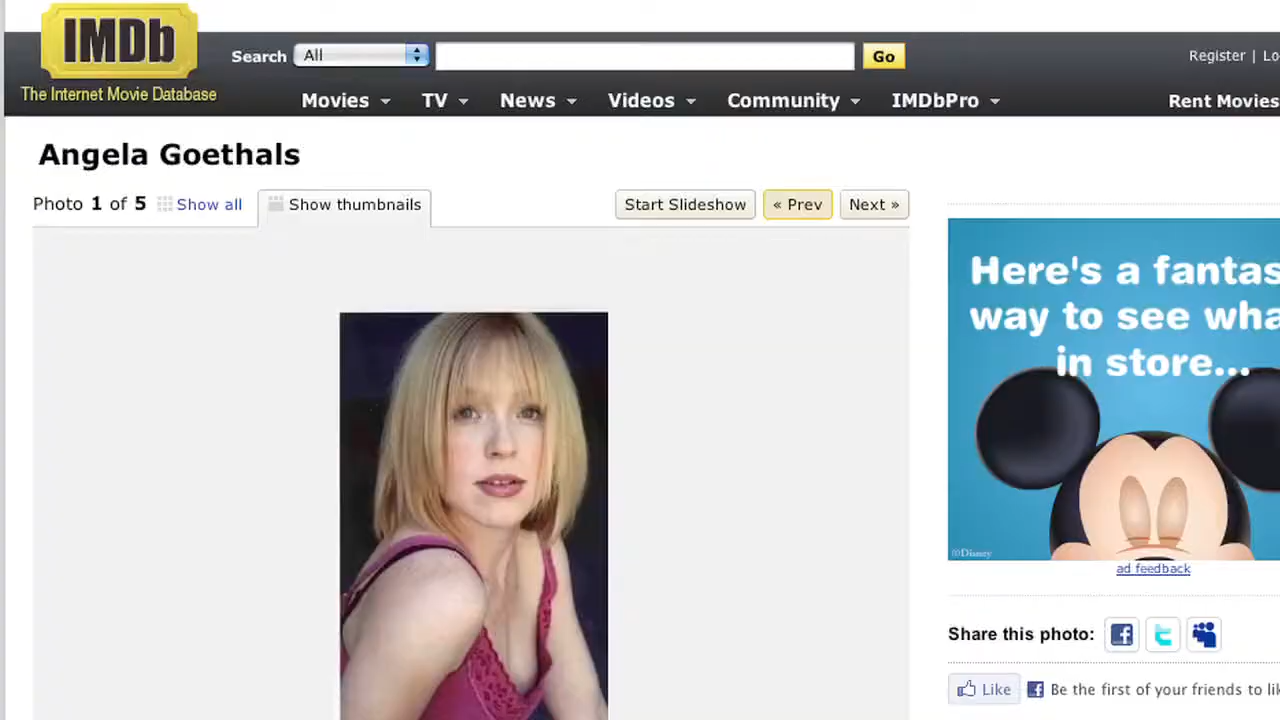 IMDb
The Internet Movie Database
Search All Go
Register | Lo
Movies TV News Videos Community IMDbPro Rent Movies
Angela Goethals
Photo 1 of 5 Show all Show thumbnails Start Slideshow « Prev Next »
Here's a fantas
way to see wha
in store...
©Disney
ad feedback
Share this photo:
Like Be the first of your friends to lik